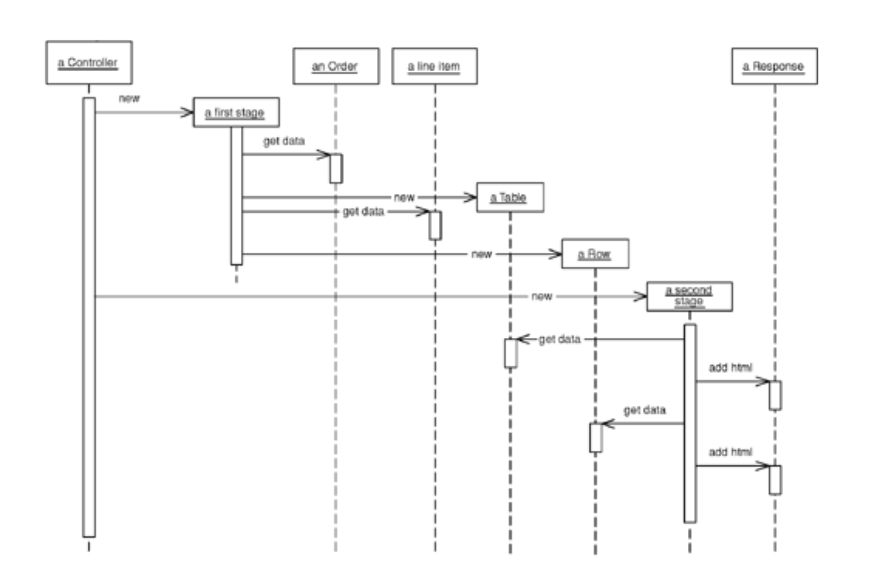 a Controller
an Order
a line item
a Response
new
a first stage
get data
new
a Table
get data
new
a Row
new
a second
stage
get data
add html
get data
add html